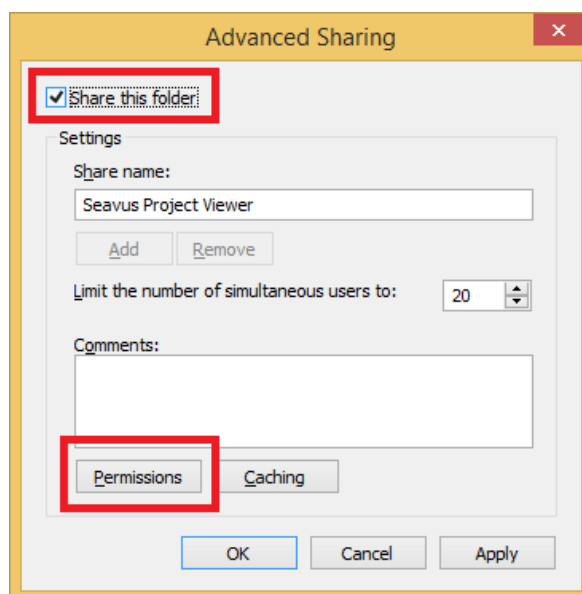 Advanced Sharing
Share this folder
Settings
Share name:
Seavus Project Viewer
Add Remove
Limit the number of simultaneous users to: 20
Comments:
Permissions Caching
OK Cancel Apply